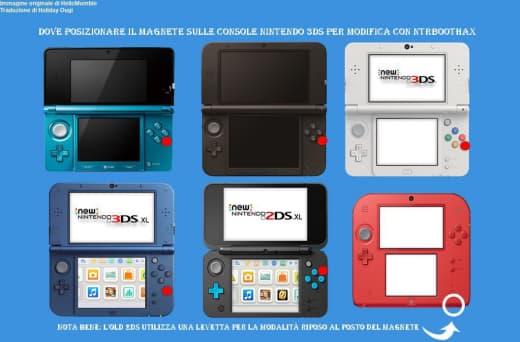 Immagine originale di HelloMumbie
Traduzione di Holiday Ougi
DOVE POSIZIONARE IL MAGNETE SULLE CONSOLE NINTENDO 3DS PER MODIFICA CON NTRBOOTHAX
new
NINTENDO
3DS
new
NINTENDO
3DS XL
new
NINTENDO
2DS XL
NOTA BENE: L'OLD 2DS UTILIZZA UNA LEVETTA PER LA MODALITÀ RIPOSO AL POSTO DEL MAGNETE